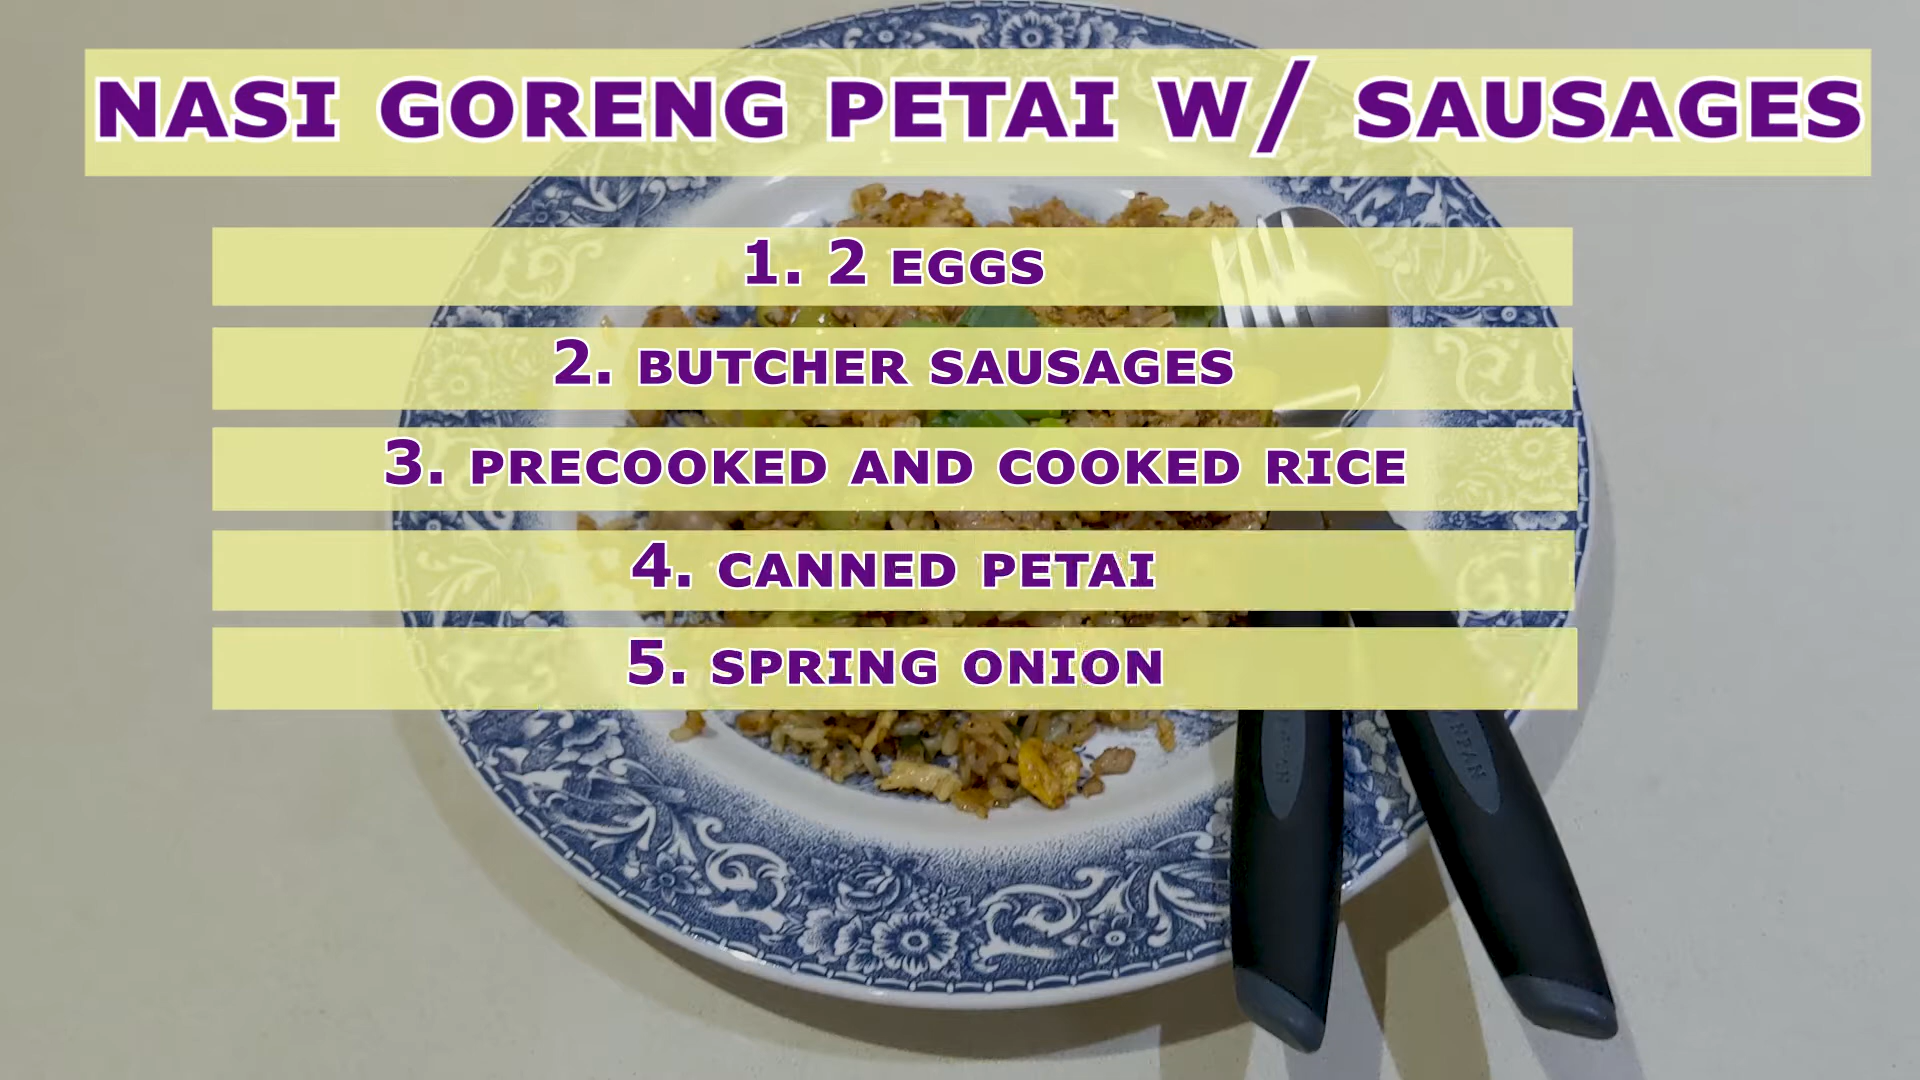 NASI GORENG PETAI W/ SAUSAGES
1. 2 EGGS
2. BUTCHER SAUSAGES
3. PRECOOKED AND COOKED RICE
4. CANNED PETAI
5. SPRING ONION